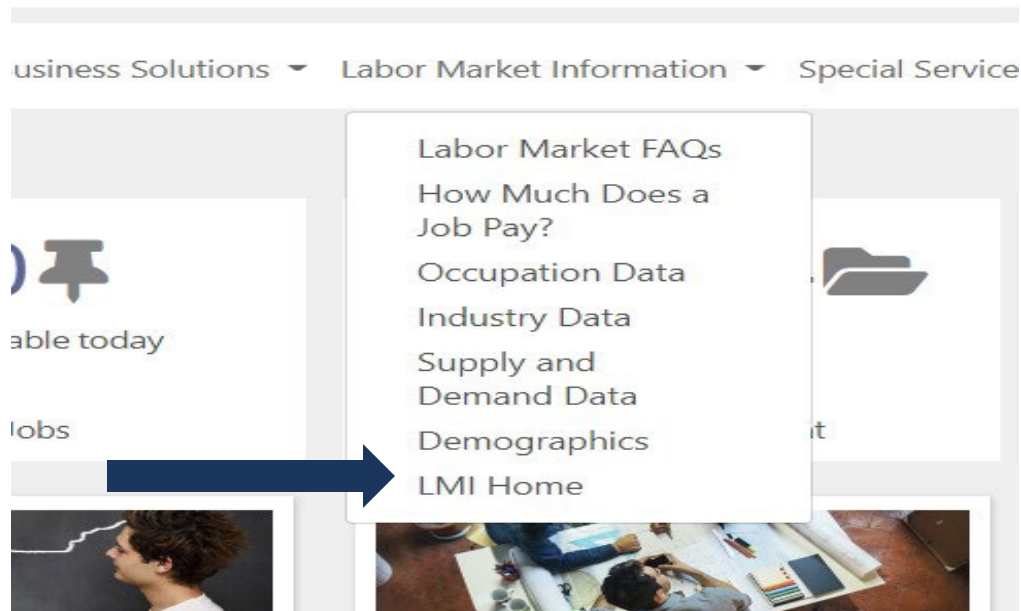 usiness Solutions Labor Market Information Special Service
Labor Market FAQs
How Much Does a
Job Pay?
Occupation Data
Industry Data
able today
Supply and
Demand Data
obs
Demographics
LMI Home